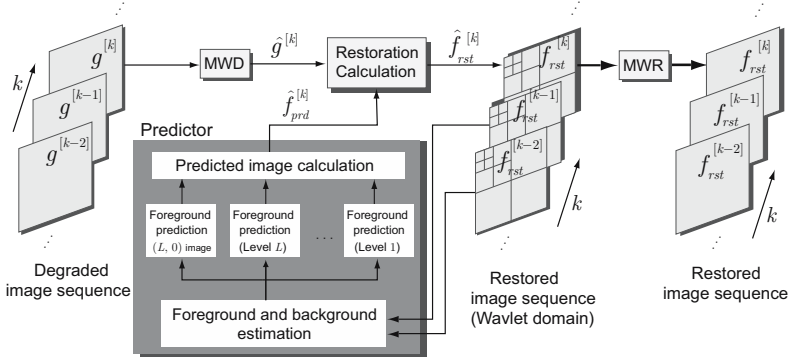 g^[k]
g^[k−1]
g^[k−2]
k
Degraded
image sequence
MWD
ĝ^[k]
Restoration
Calculation
f̂_prd^[k]
f̂_rst^[k]
Predictor
Predicted image calculation
Foreground
prediction
(L, 0) image
Foreground
prediction
(Level L)
...
Foreground
prediction
(Level 1)
Foreground and background
estimation
f_rst^[k]
f_rst^[k−1]
f_rst^[k−2]
k
Restored
image sequence
(Wavlet domain)
MWR
f_rst^[k]
f_rst^[k−1]
f_rst^[k−2]
k
Restored
image sequence